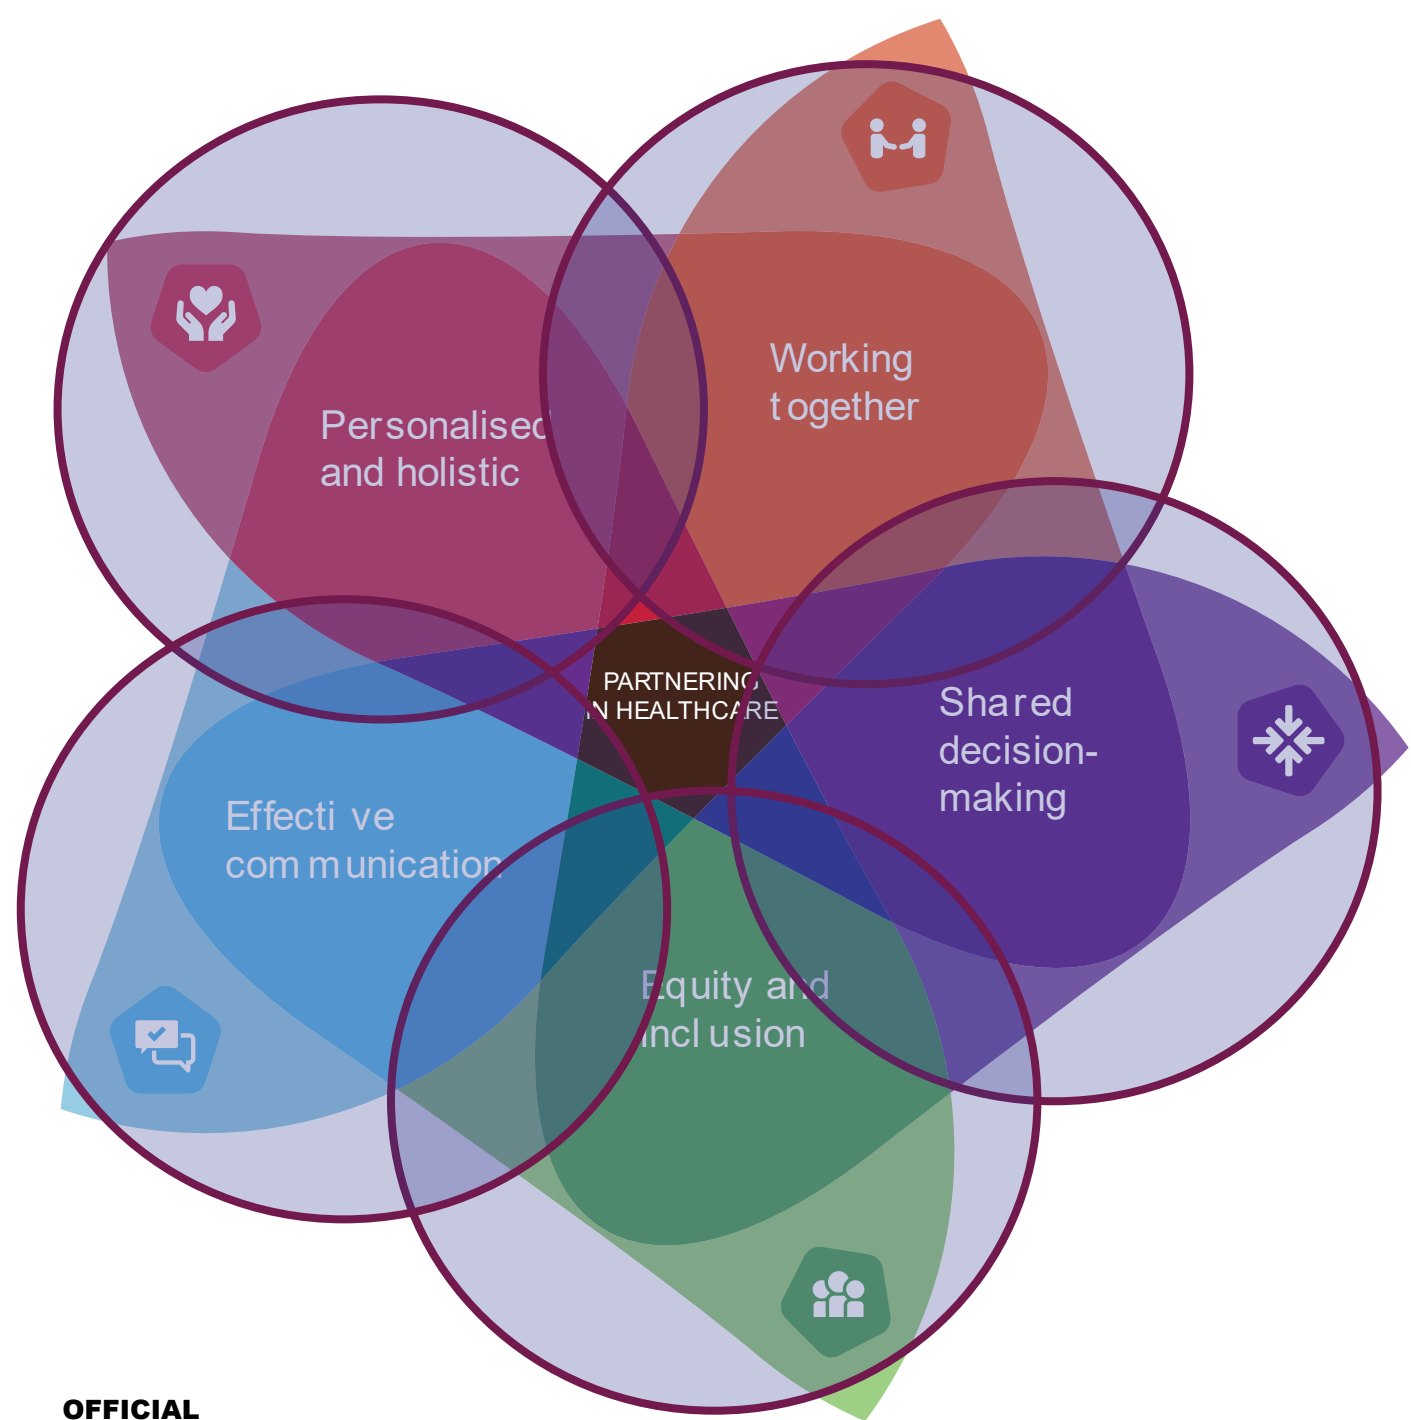 Working
together
Personalised
and holistic
PARTNERING
IN HEALTHCARE
Shared
decision-
making
Effective
communication
Equity and
inclusion
OFFICIAL